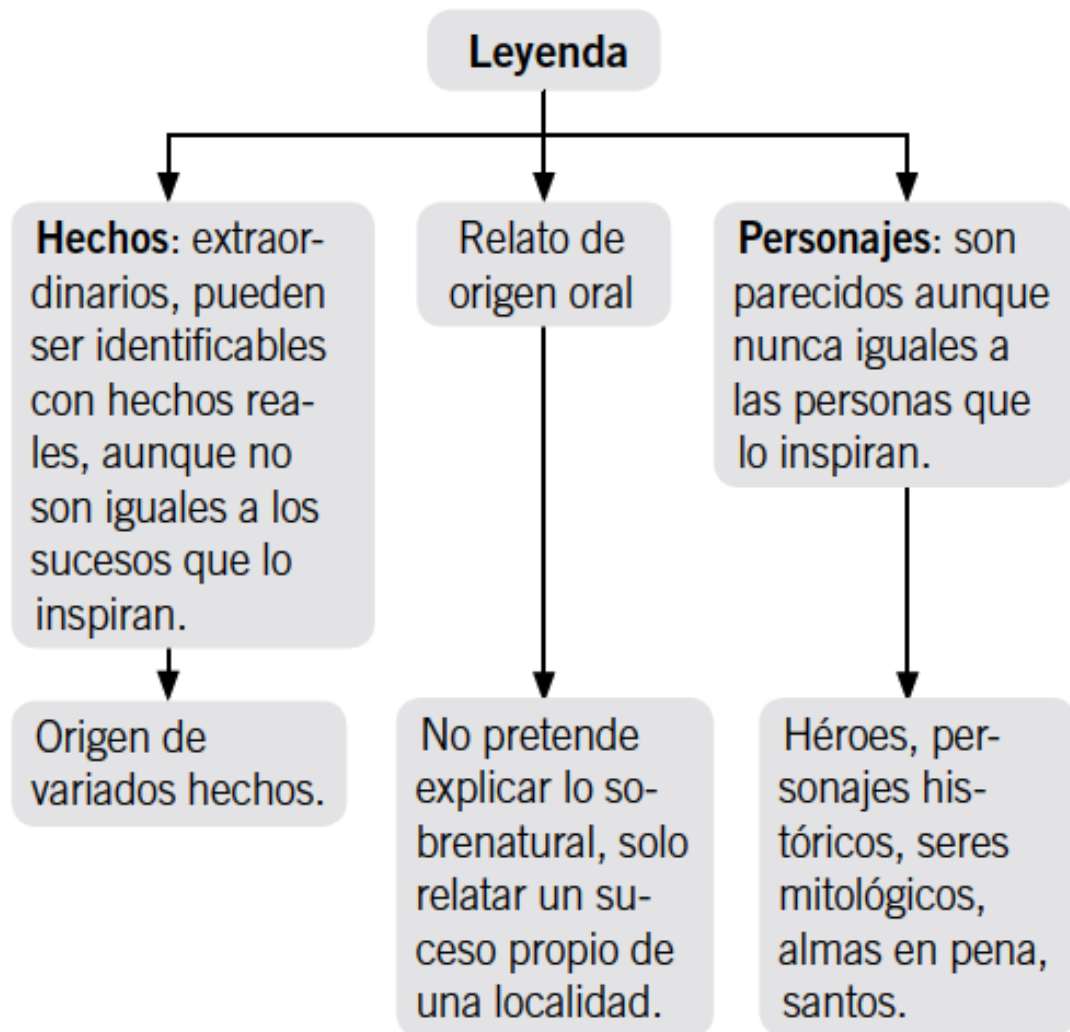 Leyenda
Hechos: extraor-
dinarios, pueden
ser identificables
con hechos rea-
les, aunque no
son iguales a los
sucesos que lo
inspiran.
Relato de
origen oral
Personajes: son
parecidos aunque
nunca iguales a
las personas que
lo inspiran.
Origen de
variados hechos.
No pretende
explicar lo so-
brenatural, solo
relatar un su-
ceso propio de
una localidad.
Héroes, per-
sonajes his-
tóricos, seres
mitológicos,
almas en pena,
santos.